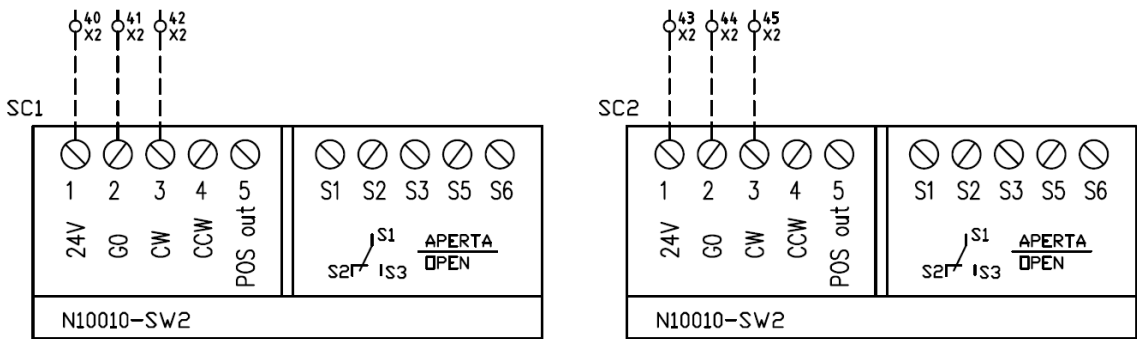 40 41 42
X2 X2 X2
SC1
1 2 3 4 5 S1 S2 S3 S5 S6
24V GO CW CCW POS out
S1
S2 S3
APERTA
OPEN
N10010-SW2
43 44 45
X2 X2 X2
SC2
1 2 3 4 5 S1 S2 S3 S5 S6
24V GO CW CCW POS out
S1
S2 S3
APERTA
OPEN
N10010-SW2